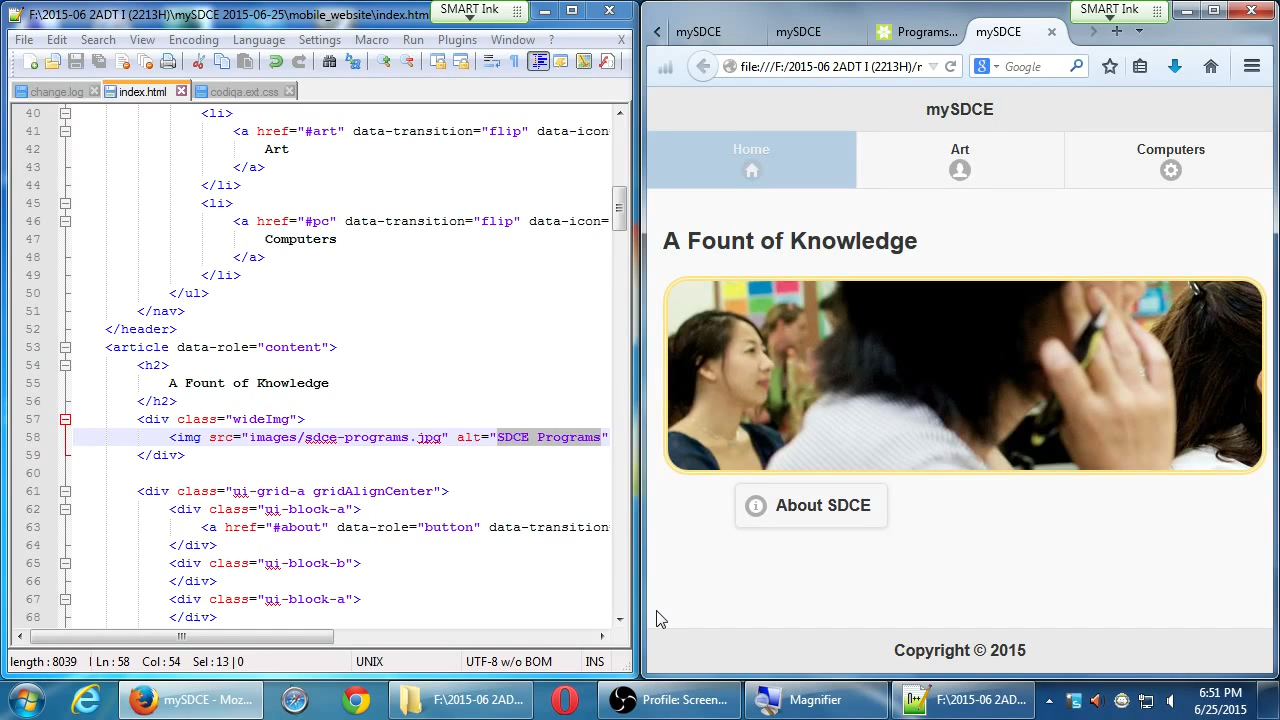 F:\2015-06 2ADT I (2213H)\mySDCE 2015-06-25\mobile_website\index.htm
SMART Ink
File Edit Search View Encoding Language Settings Macro Run Plugins Window ? X
change.log index.html codiqa.ext.css
40 <li>
41 <a href="#art" data-transition="flip" data-icon
42 Art
43 </a>
44 </li>
45 <li>
46 <a href="#pc" data-transition="flip" data-icon=
47 Computers
48 </a>
49 </li>
50 </ul>
51 </nav>
52 </header>
53 <article data-role="content">
54 <h2>
55 A Fount of Knowledge
56 </h2>
57 <div class="wideImg">
58 <img src="images/sdce-programs.jpg" alt="SDCE Programs"
59 </div>
60
61 <div class="ui-grid-a gridAlignCenter">
62 <div class="ui-block-a">
63 <a href="#about" data-role="button" data-transition
64 </div>
65 <div class="ui-block-b">
66 </div>
67 <div class="ui-block-a">
68 </div>
length : 8039 l Ln : 58 Col : 54 Sel : 13 | 0 UNIX UTF-8 w/o BOM INS
SMART Ink
mySDCE mySDCE Programs... mySDCE
file:///F:/2015-06 2ADT I (2213H)/r
Google
mySDCE
Home Art Computers
A Fount of Knowledge
About SDCE
Copyright © 2015
mySDCE - Moz... F:\2015-06 2AD... Profile: Screen... Magnifier F:\2015-06 2AD...
6:51 PM
6/25/2015